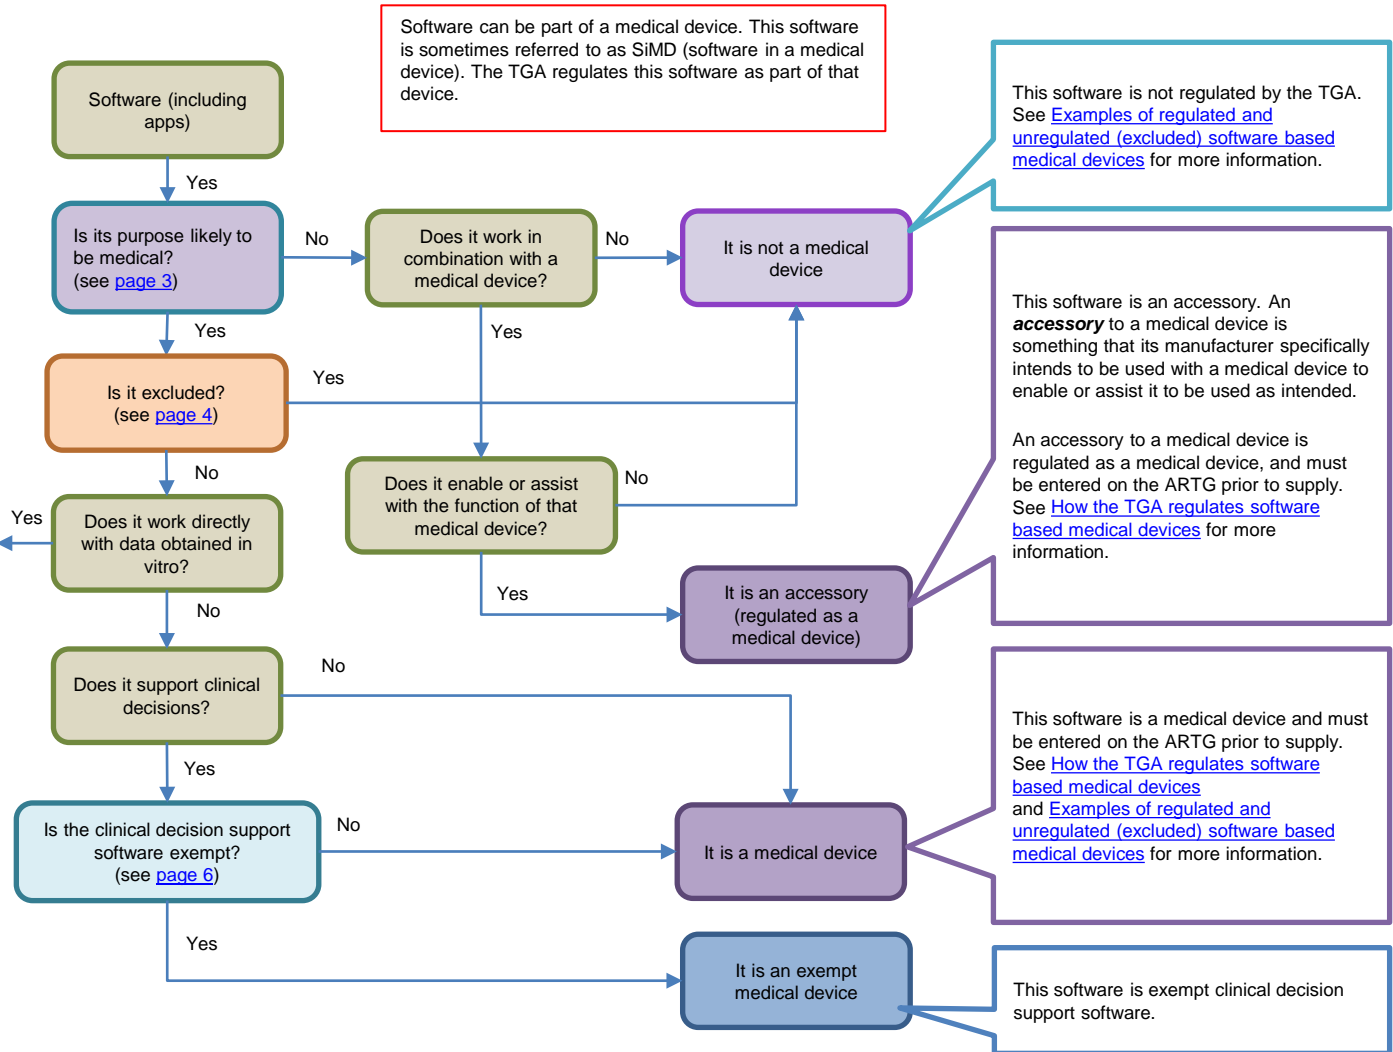 Software can be part of a medical device. This software
is sometimes referred to as SiMD (software in a medical
device). The TGA regulates this software as part of that
device.
Software (including
apps)
Yes
Is its purpose likely to
be medical?
(see page 3)
No
Does it work in
combination with a
medical device?
No
It is not a medical
device
This software is not regulated by the TGA.
See Examples of regulated and
unregulated (excluded) software based
medical devices for more information.
Yes
Yes
Is it excluded?
(see page 4)
Yes
No
Does it enable or assist
with the function of that
medical device?
No
This software is an accessory. An
accessory to a medical device is
something that its manufacturer specifically
intends to be used with a medical device to
enable or assist it to be used as intended.
An accessory to a medical device is
regulated as a medical device, and must
be entered on the ARTG prior to supply.
See How the TGA regulates software
based medical devices for more
information.
Yes
Does it work directly
with data obtained in
vitro?
Yes
It is an accessory
(regulated as a
medical device)
No
Does it support clinical
decisions?
No
Yes
Is the clinical decision support
software exempt?
(see page 6)
No
It is a medical device
This software is a medical device and must
be entered on the ARTG prior to supply.
See How the TGA regulates software
based medical devices
and Examples of regulated and
unregulated (excluded) software based
medical devices for more information.
Yes
It is an exempt
medical device
This software is exempt clinical decision
support software.